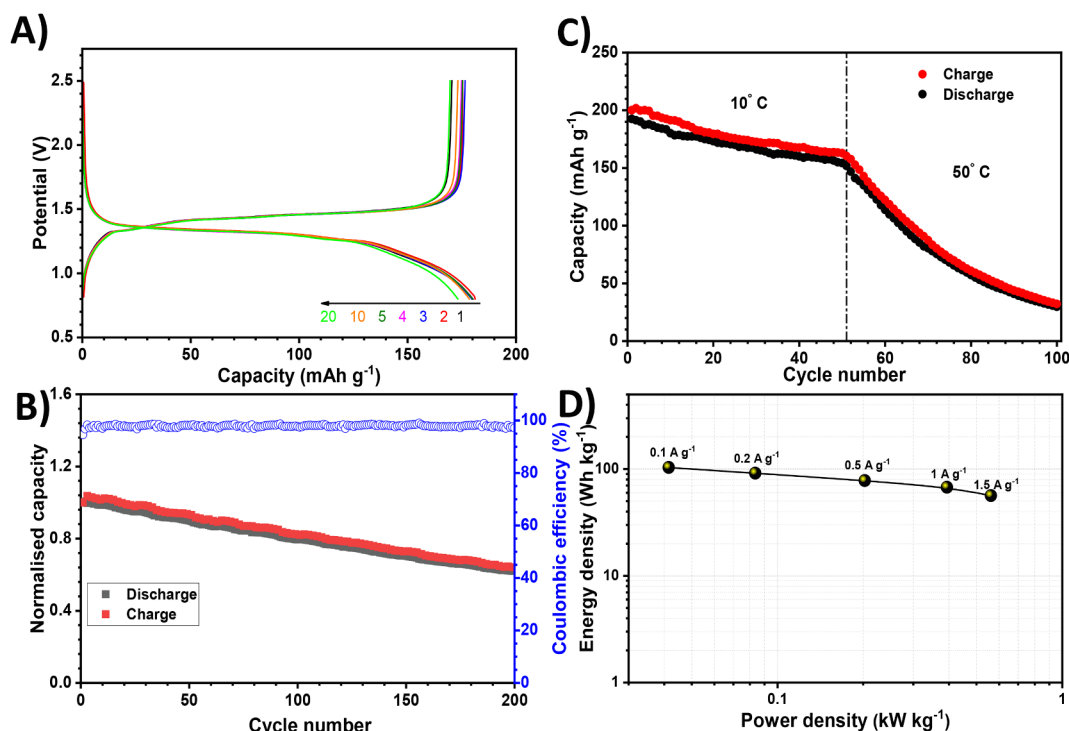 A)
2.5
2.0
1.5
1.0
0.5
Potential (V)
20 10 5 4 3 2 1
0 50 100 150 200
Capacity (mAh g-1)
C)
250
200
150
100
50
0
Capacity (mAh g-1)
Charge
Discharge
10° C
50° C
0 20 40 60 80 100
Cycle number
B)
1.6
1.2
0.8
0.4
0.0
Normalised capacity
Discharge
Charge
100
80
60
40
20
0
Coulombic efficiency (%)
0 50 100 150 200
Cycle number
D)
100
10
1
Energy density (Wh kg-1)
0.1 A g-1
0.2 A g-1
0.5 A g-1
1 A g-1
1.5 A g-1
0.1 1
Power density (kW kg-1)